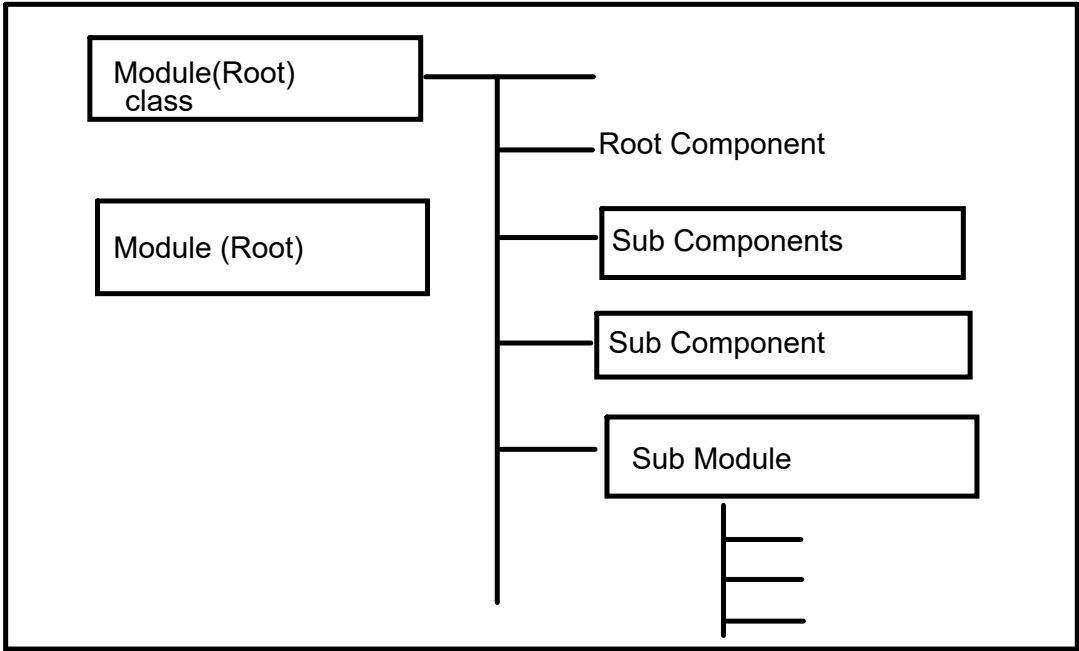 Module(Root)
class
Root Component
Module (Root)
Sub Components
Sub Component
Sub Module